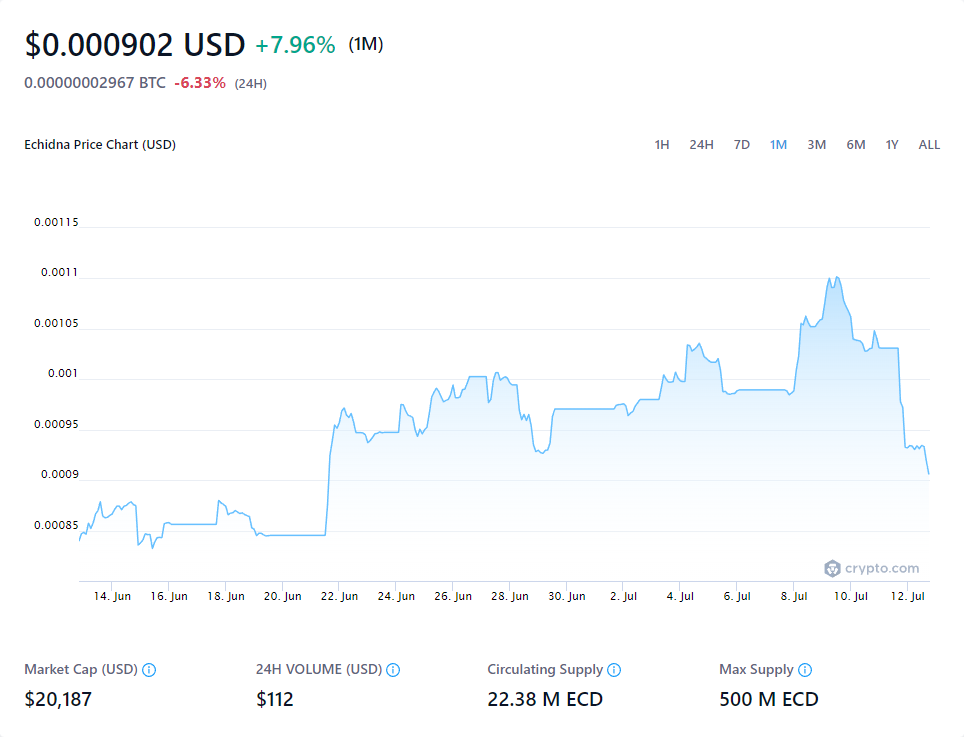 $0.000902 USD +7.96% (1M)
0.00000002967 BTC -6.33% (24H)
Echidna Price Chart (USD) 1H 24H 7D 1M 3M 6M 1Y ALL
0.00115
0.0011
0.00105
0.001
0.00095
0.0009
0.00085
crypto.com
14. Jun 16. Jun 18. Jun 20. Jun 22. Jun 24. Jun 26. Jun 28. Jun 30. Jun 2. Jul 4. Jul 6. Jul 8. Jul 10. Jul 12. Jul
Market Cap (USD) 24H VOLUME (USD) Circulating Supply Max Supply
$20,187 $112 22.38 M ECD 500 M ECD